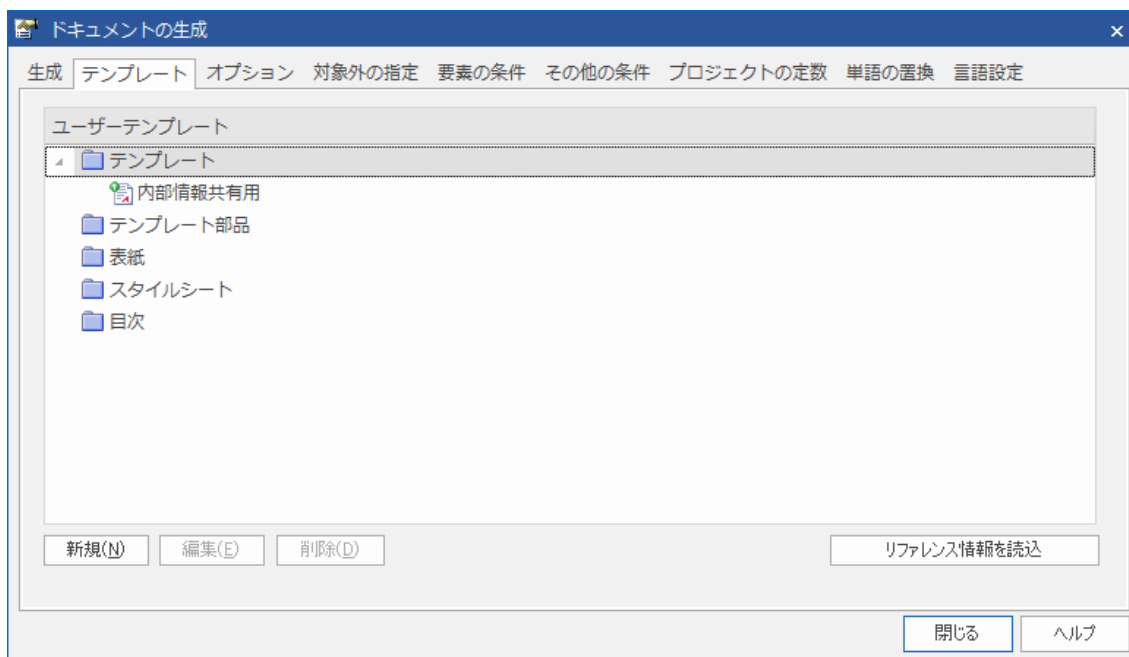 ドキュメントの生成
生成 テンプレート オプション 対象外の指定 要素の条件 その他の条件 プロジェクトの定数 単語の置換 言語設定
ユーザーテンプレート
テンプレート
内部情報共有用
テンプレート部品
表紙
スタイルシート
目次
新規(N) 編集(E) 削除(D) リファレンス情報を読込
閉じる ヘルプ